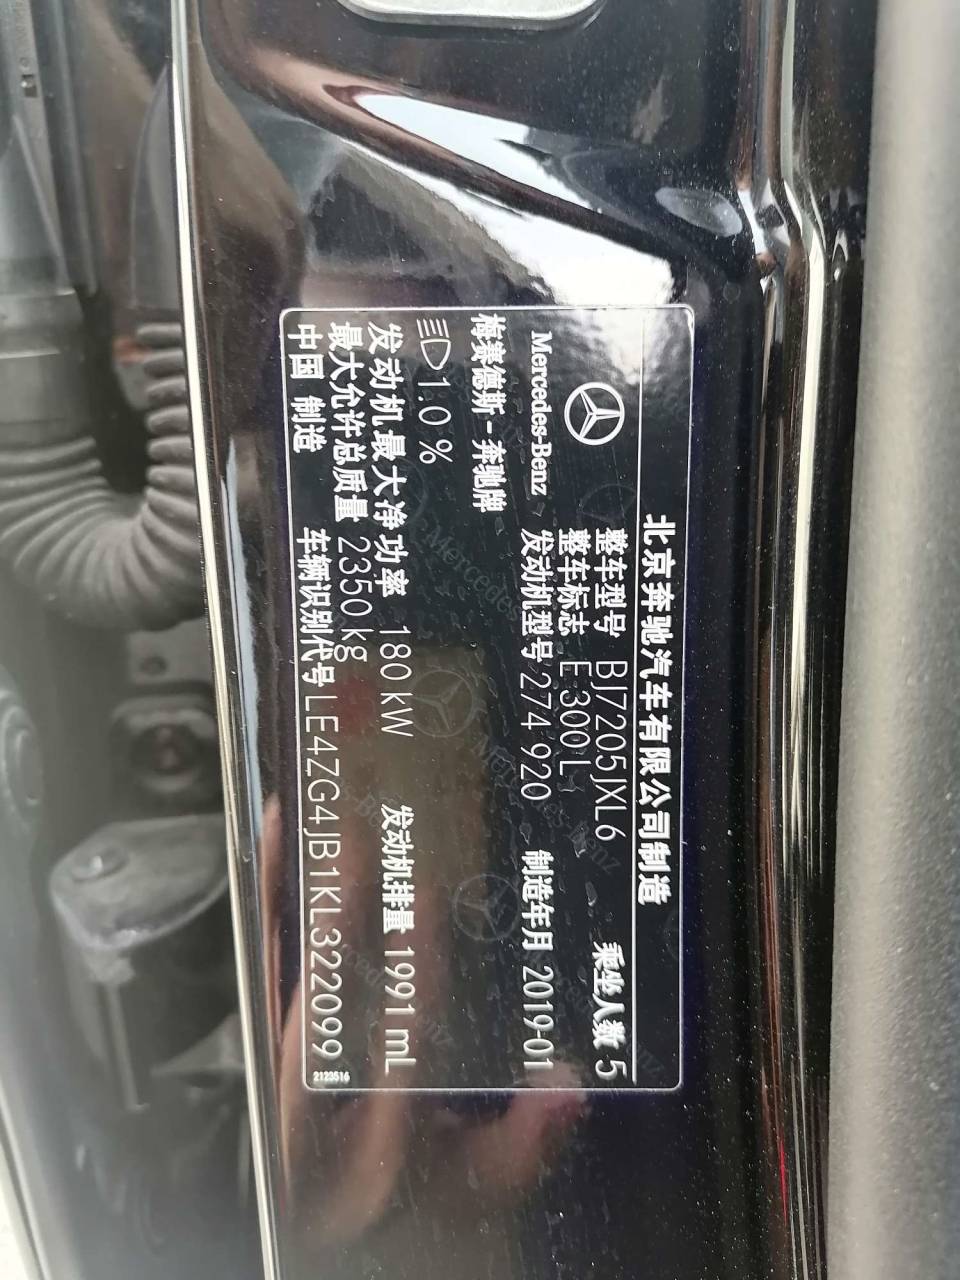 北京奔驰汽车有限公司制造
Mercedes-Benz
梅赛德斯-奔驰牌
整车型号 BJ7205JXL6 乘坐人数 5
整车标志 E 300 L
发动机型号 274 920 制造年月 2019-01
1.0 %
发动机最大净功率 180 kW 发动机排量 1991 mL
最大允许总质量 2350 kg
中国 制造 车辆识别代号 LE4ZG4JB1KL322099
2123516